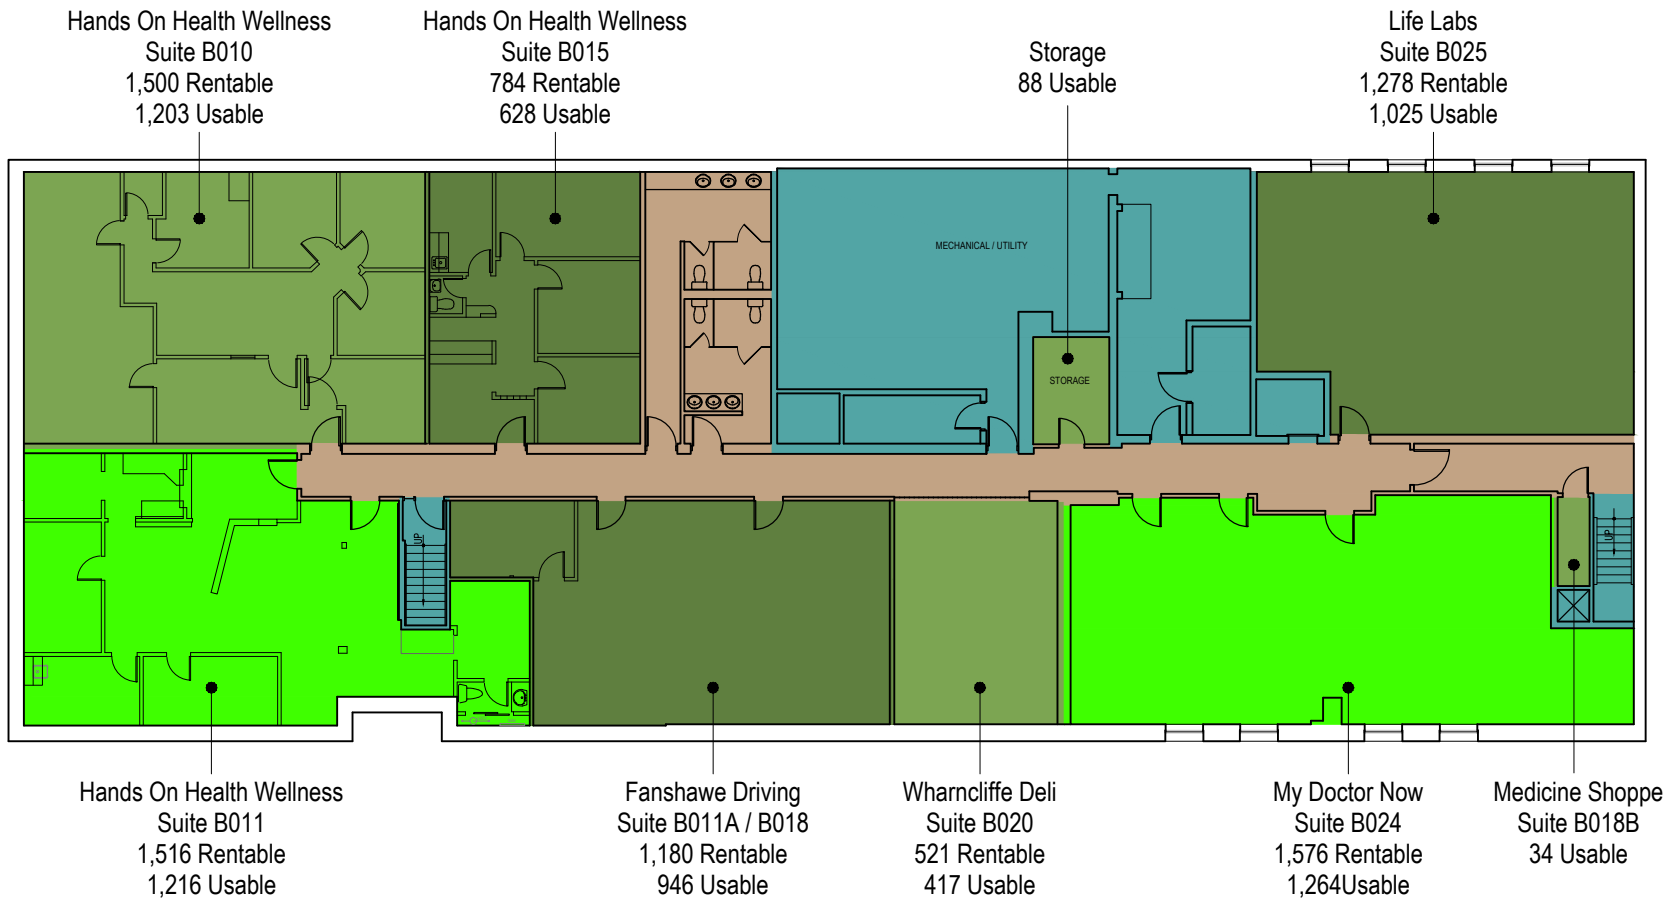 Hands On Health Wellness
Suite B010
1,500 Rentable
1,203 Usable
Hands On Health Wellness
Suite B015
784 Rentable
628 Usable
Storage
88 Usable
Life Labs
Suite B025
1,278 Rentable
1,025 Usable
MECHANICAL / UTILITY
STORAGE
UP
UP
Hands On Health Wellness
Suite B011
1,516 Rentable
1,216 Usable
Fanshawe Driving
Suite B011A / B018
1,180 Rentable
946 Usable
Wharncliffe Deli
Suite B020
521 Rentable
417 Usable
My Doctor Now
Suite B024
1,576 Rentable
1,264Usable
Medicine Shoppe
Suite B018B
34 Usable